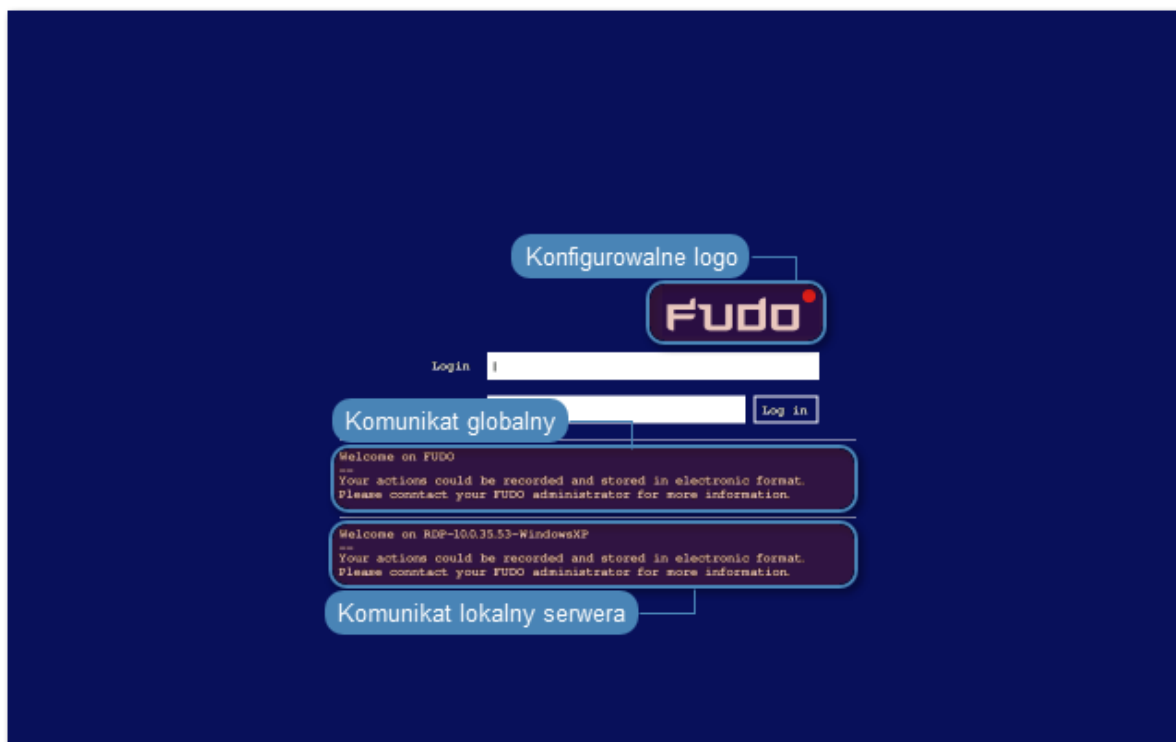 Konfigurowalne logo
Fudo
Login
Log in
Komunikat globalny
Welcome on FUDO
--
Your actions could be recorded and stored in electronic format.
Please conntact your FUDO administrator for more information.
Welcome on RDP-10.0.35.53-WindowsXP
--
Your actions could be recorded and stored in electronic format.
Please conntact your FUDO administrator for more information.
Komunikat lokalny serwera